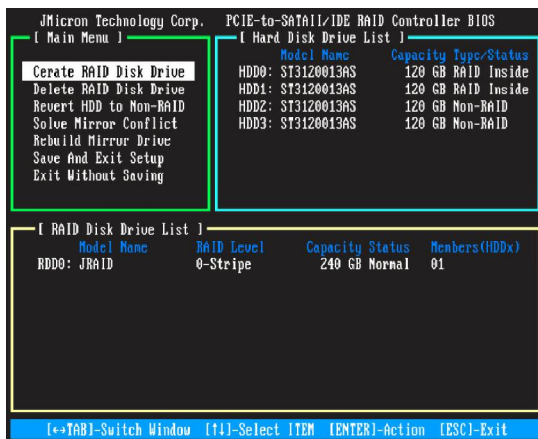 JMicron Technology Corp. PCIE-to-SATAII/IDE RAID Controller BIOS
[ Main Menu ]
Cerate RAID Disk Drive
Delete RAID Disk Drive
Revert HDD to Non-RAID
Solve Mirror Conflict
Rebuild Mirrur Drive
Save And Exit Setup
Exit Without Saving
[ Hard Disk Drive List ]
Model Name Capacity Type/Status
HDD0: ST3120013AS 120 GB RAID Inside
HDD1: ST3120013AS 120 GB RAID Inside
HDD2: ST3120013AS 120 GB Non-RAID
HDD3: ST3120013AS 120 GB Non-RAID
[ RAID Disk Drive List ]
Model Name RAID Level Capacity Status Members(HDDx)
RDD0: JRAID 0-Stripe 240 GB Normal 01
[↔TAB]-Switch Window [↑↓]-Select ITEM [ENTER]-Action [ESC]-Exit